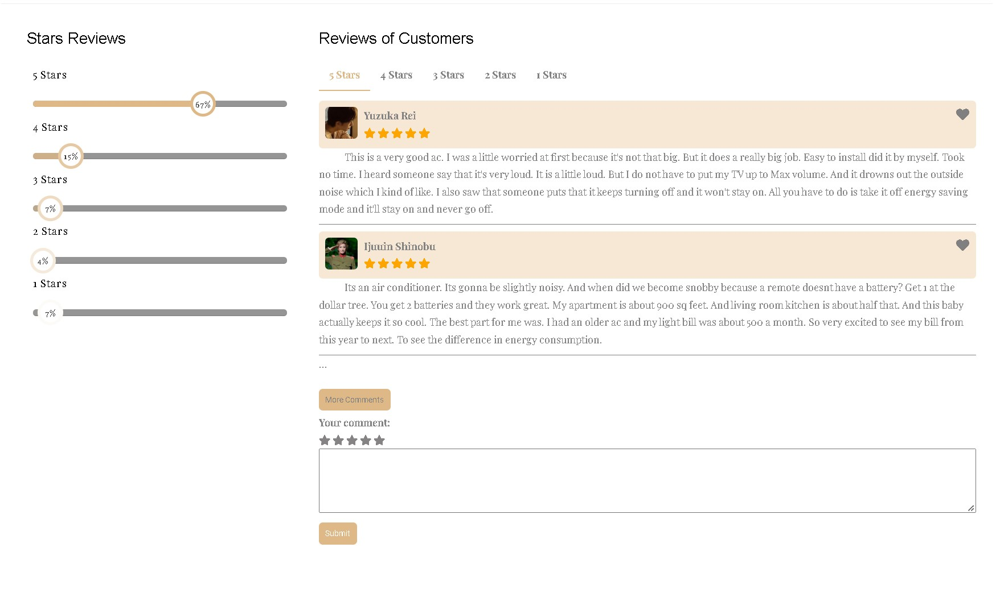 Stars Reviews
5 Stars
67%
4 Stars
15%
3 Stars
7%
2 Stars
4%
1 Stars
7%
Reviews of Customers
5 Stars 4 Stars 3 Stars 2 Stars 1 Stars
Yuzuka Rei
This is a very good ac. I was a little worried at first because it's not that big. But it does a really big job. Easy to install did it by myself. Took
no time. I heard someone say that it's very loud. It is a little loud. But I do not have to put my TV up to Max volume. And it drowns out the outside
noise which I kind of like. I also saw that someone puts that it keeps turning off and it won't stay on. All you have to do is take it off energy saving
mode and it'll stay on and never go off.
Ijuuin Shinobu
Its an air conditioner. Its gonna be slightly noisy. And when did we become snobby because a remote doesnt have a battery? Get 1 at the
dollar tree. You get 2 batteries and they work great. My apartment is about 900 sq feet. And living room kitchen is about half that. And this baby
actually keeps it so cool. The best part for me was. I had an older ac and my light bill was about 500 a month. So very excited to see my bill from
this year to next. To see the difference in energy consumption.
...
More Comments
Your comment:
Submit